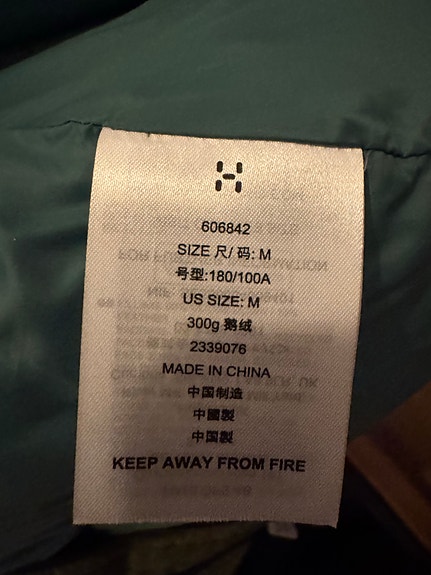 H
606842
SIZE 尺/ 码: M
号型:180/100A
US SIZE: M
300g 鹅绒
2339076
MADE IN CHINA
中国制造
中國製
中国製
KEEP AWAY FROM FIRE